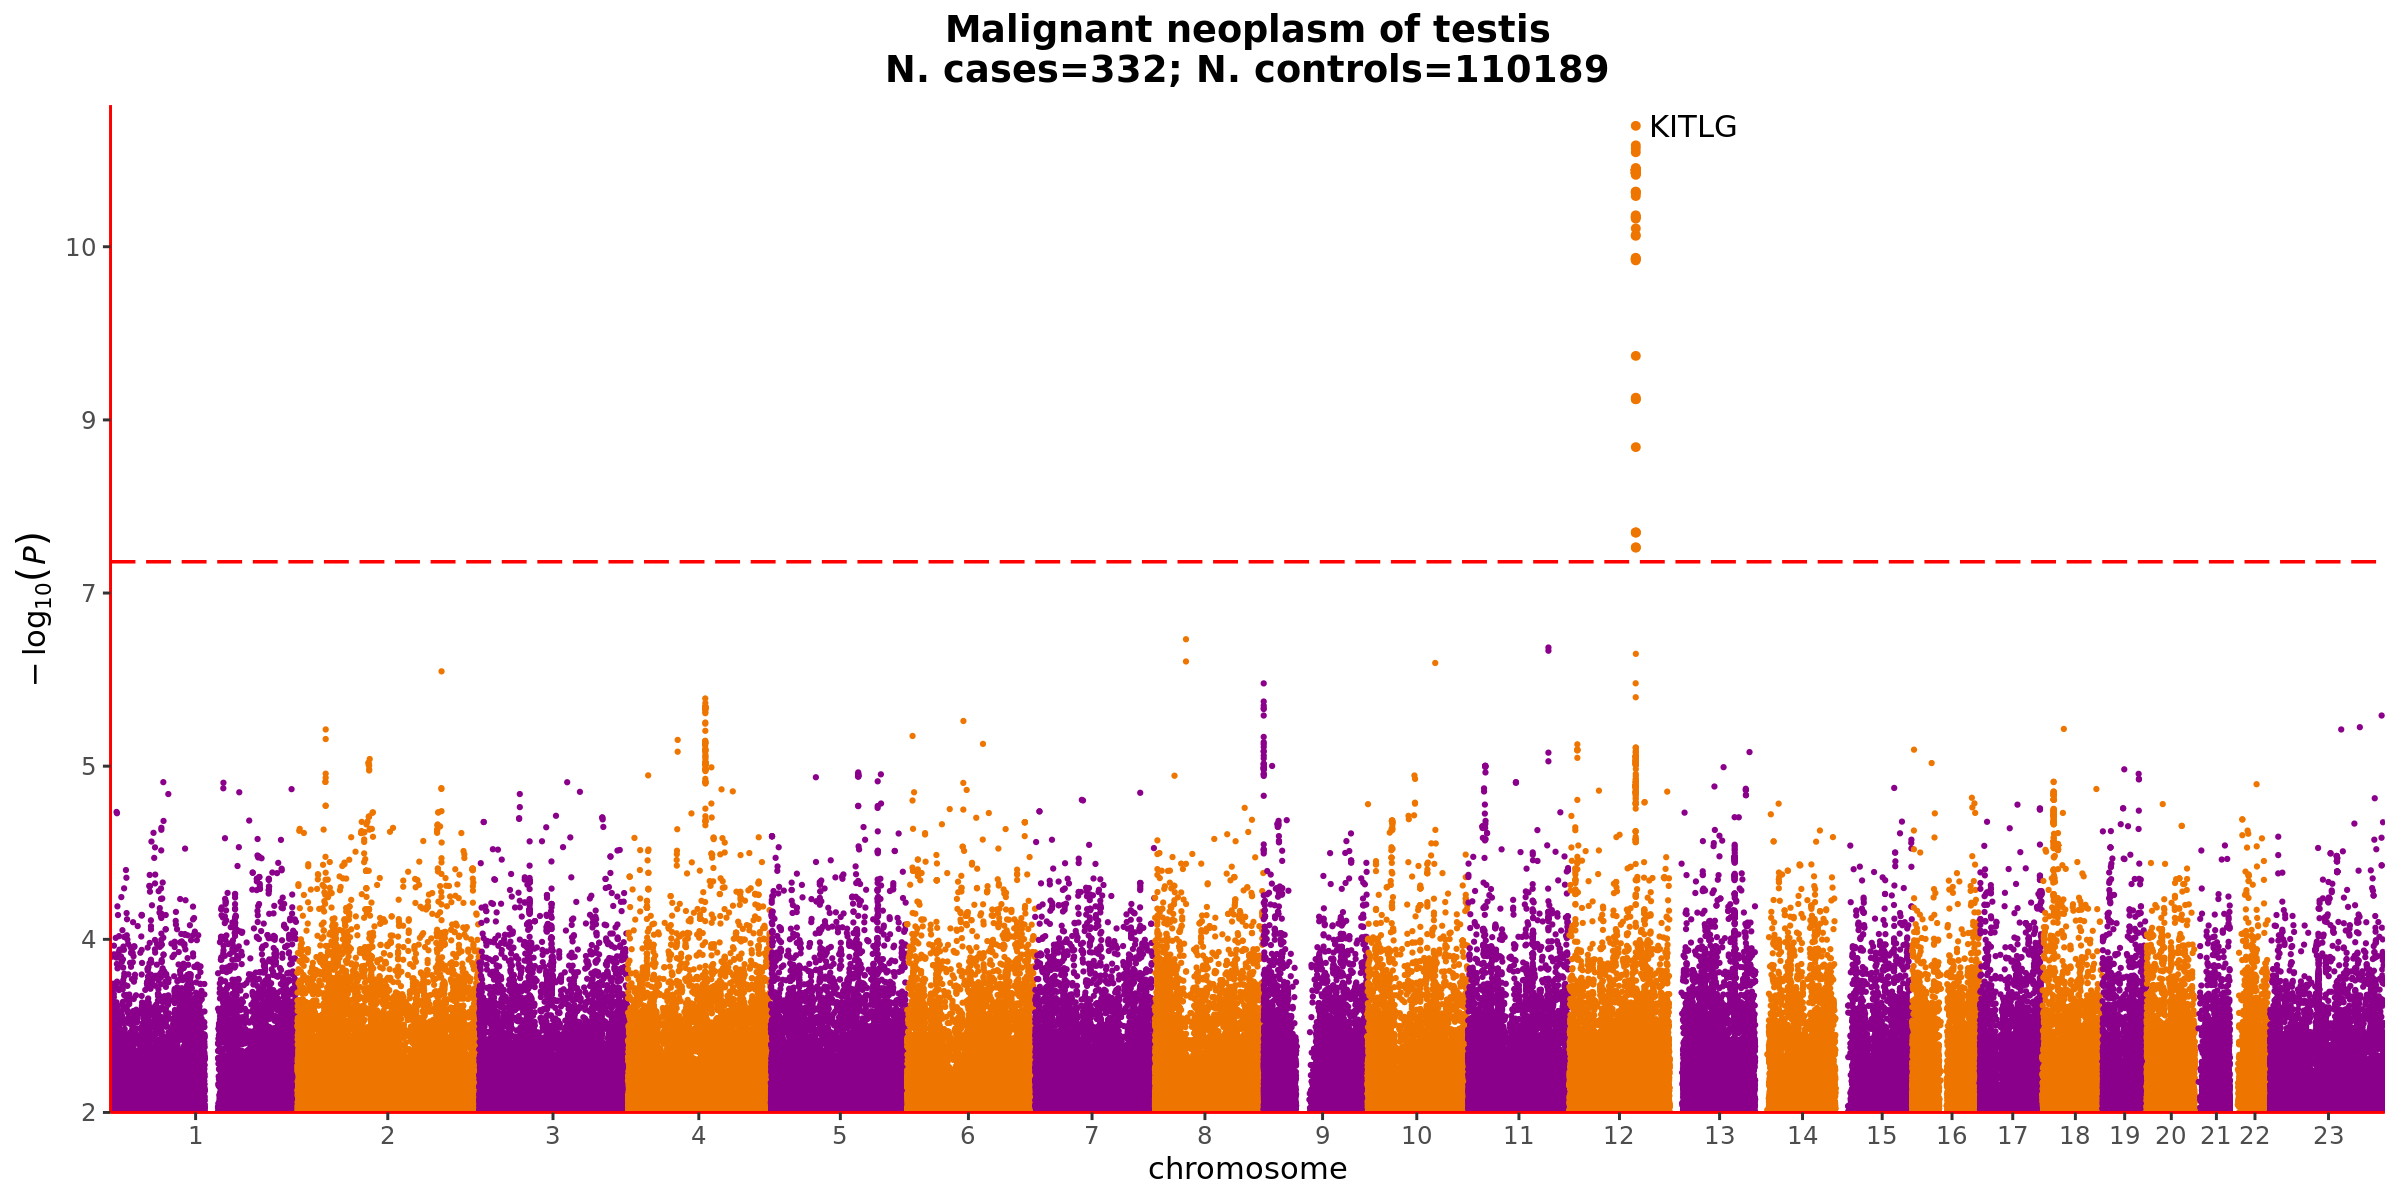 Malignant neoplasm of testis
N. cases=332; N. controls=110189
KITLG
10
9
7
5
4
2
−log10(P)
1 2 3 4 5 6 7 8 9 10 11 12 13 14 15 16 17 18 19 20 21 22 23
chromosome